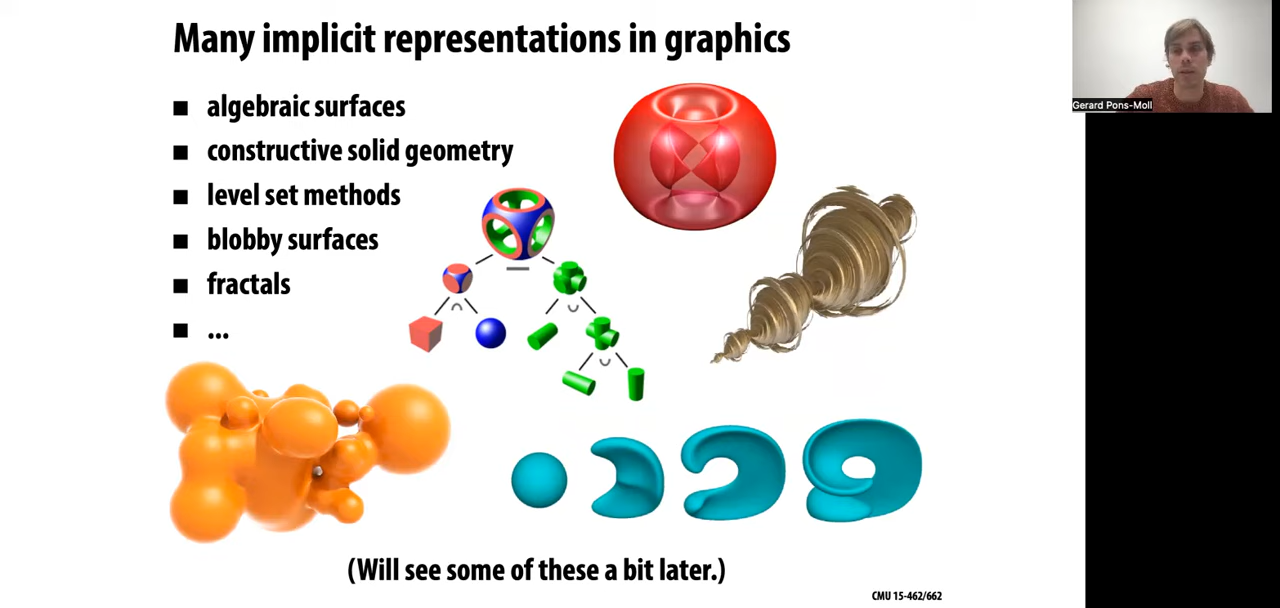 Many implicit representations in graphics
■ algebraic surfaces
■ constructive solid geometry
■ level set methods
■ blobby surfaces
■ fractals
■ ...
(Will see some of these a bit later.)
CMU 15-462/662
Gerard Pons-Moll